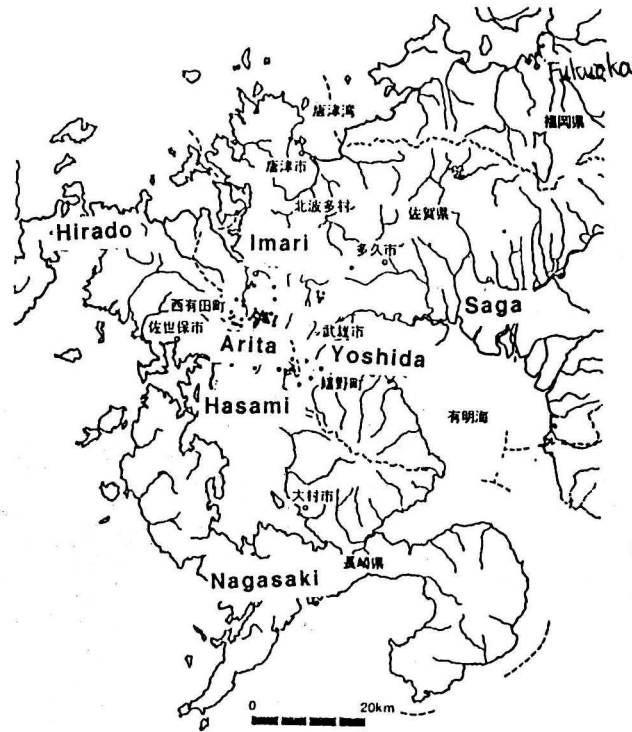 Fukuoka
唐津湾
福岡県
唐津市
北波多村
佐賀県
Hirado
Imari
多久市
西有田町
Saga
佐世保市
武雄市
Arita
Yoshida
嬉野町
Hasami
有明海
大村市
長崎県
Nagasaki
0 20km